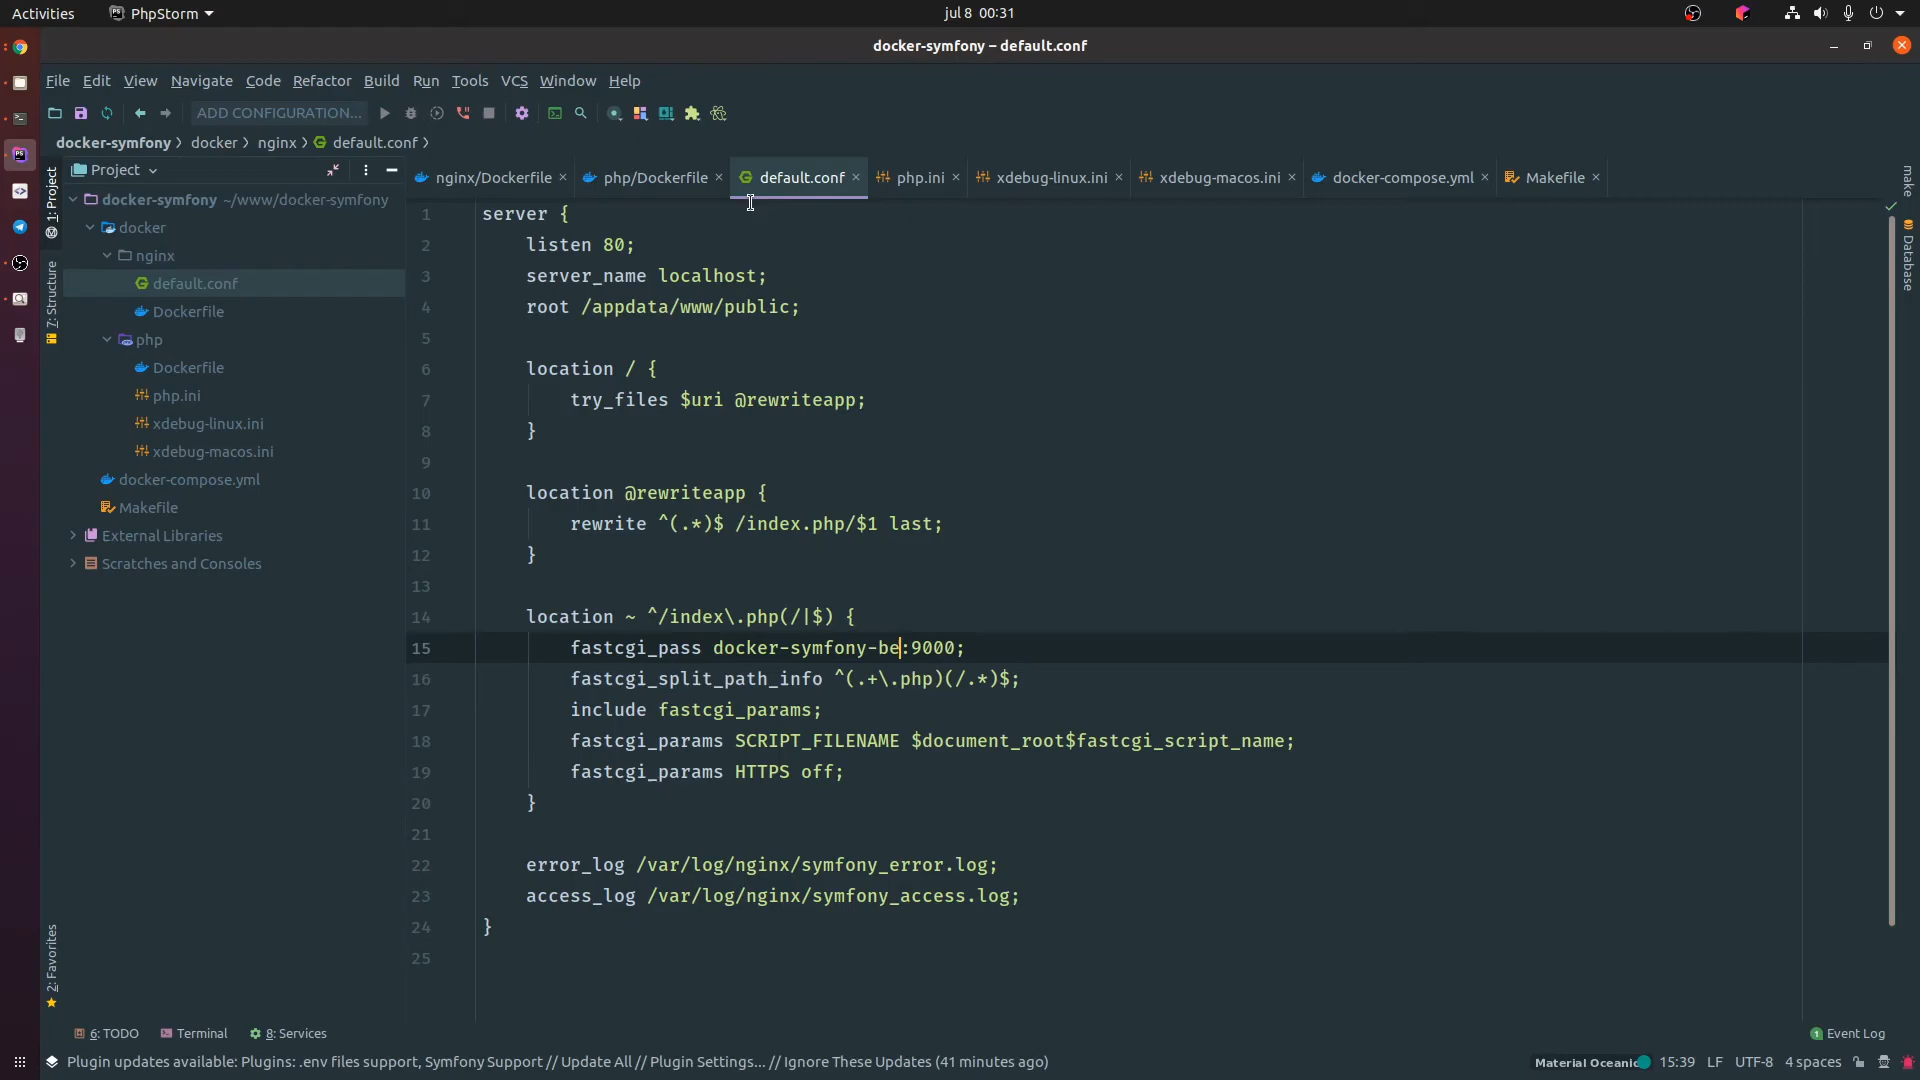 Activities PhpStorm jul 8 00:31
docker-symfony – default.conf
File Edit View Navigate Code Refactor Build Run Tools VCS Window Help
ADD CONFIGURATION...
docker-symfony docker nginx default.conf
Project
docker-symfony ~/www/docker-symfony
docker
nginx
default.conf
Dockerfile
php
Dockerfile
php.ini
xdebug-linux.ini
xdebug-macos.ini
docker-compose.yml
Makefile
External Libraries
Scratches and Consoles
1: Project
7: Structure
2: Favorites
nginx/Dockerfile php/Dockerfile default.conf php.ini xdebug-linux.ini xdebug-macos.ini docker-compose.yml Makefile
1 server {
2 listen 80;
3 server_name localhost;
4 root /appdata/www/public;
5
6 location / {
7 try_files $uri @rewriteapp;
8 }
9
10 location @rewriteapp {
11 rewrite ^(.*)$ /index.php/$1 last;
12 }
13
14 location ~ ^/index\.php(/|$) {
15 fastcgi_pass docker-symfony-be:9000;
16 fastcgi_split_path_info ^(.+\.php)(/.*)$;
17 include fastcgi_params;
18 fastcgi_params SCRIPT_FILENAME $document_root$fastcgi_script_name;
19 fastcgi_params HTTPS off;
20 }
21
22 error_log /var/log/nginx/symfony_error.log;
23 access_log /var/log/nginx/symfony_access.log;
24 }
25
make
Database
6: TODO Terminal 8: Services 1 Event Log
Plugin updates available: Plugins: .env files support, Symfony Support // Update All // Plugin Settings... // Ignore These Updates (41 minutes ago) Material Oceanic 15:39 LF UTF-8 4 spaces